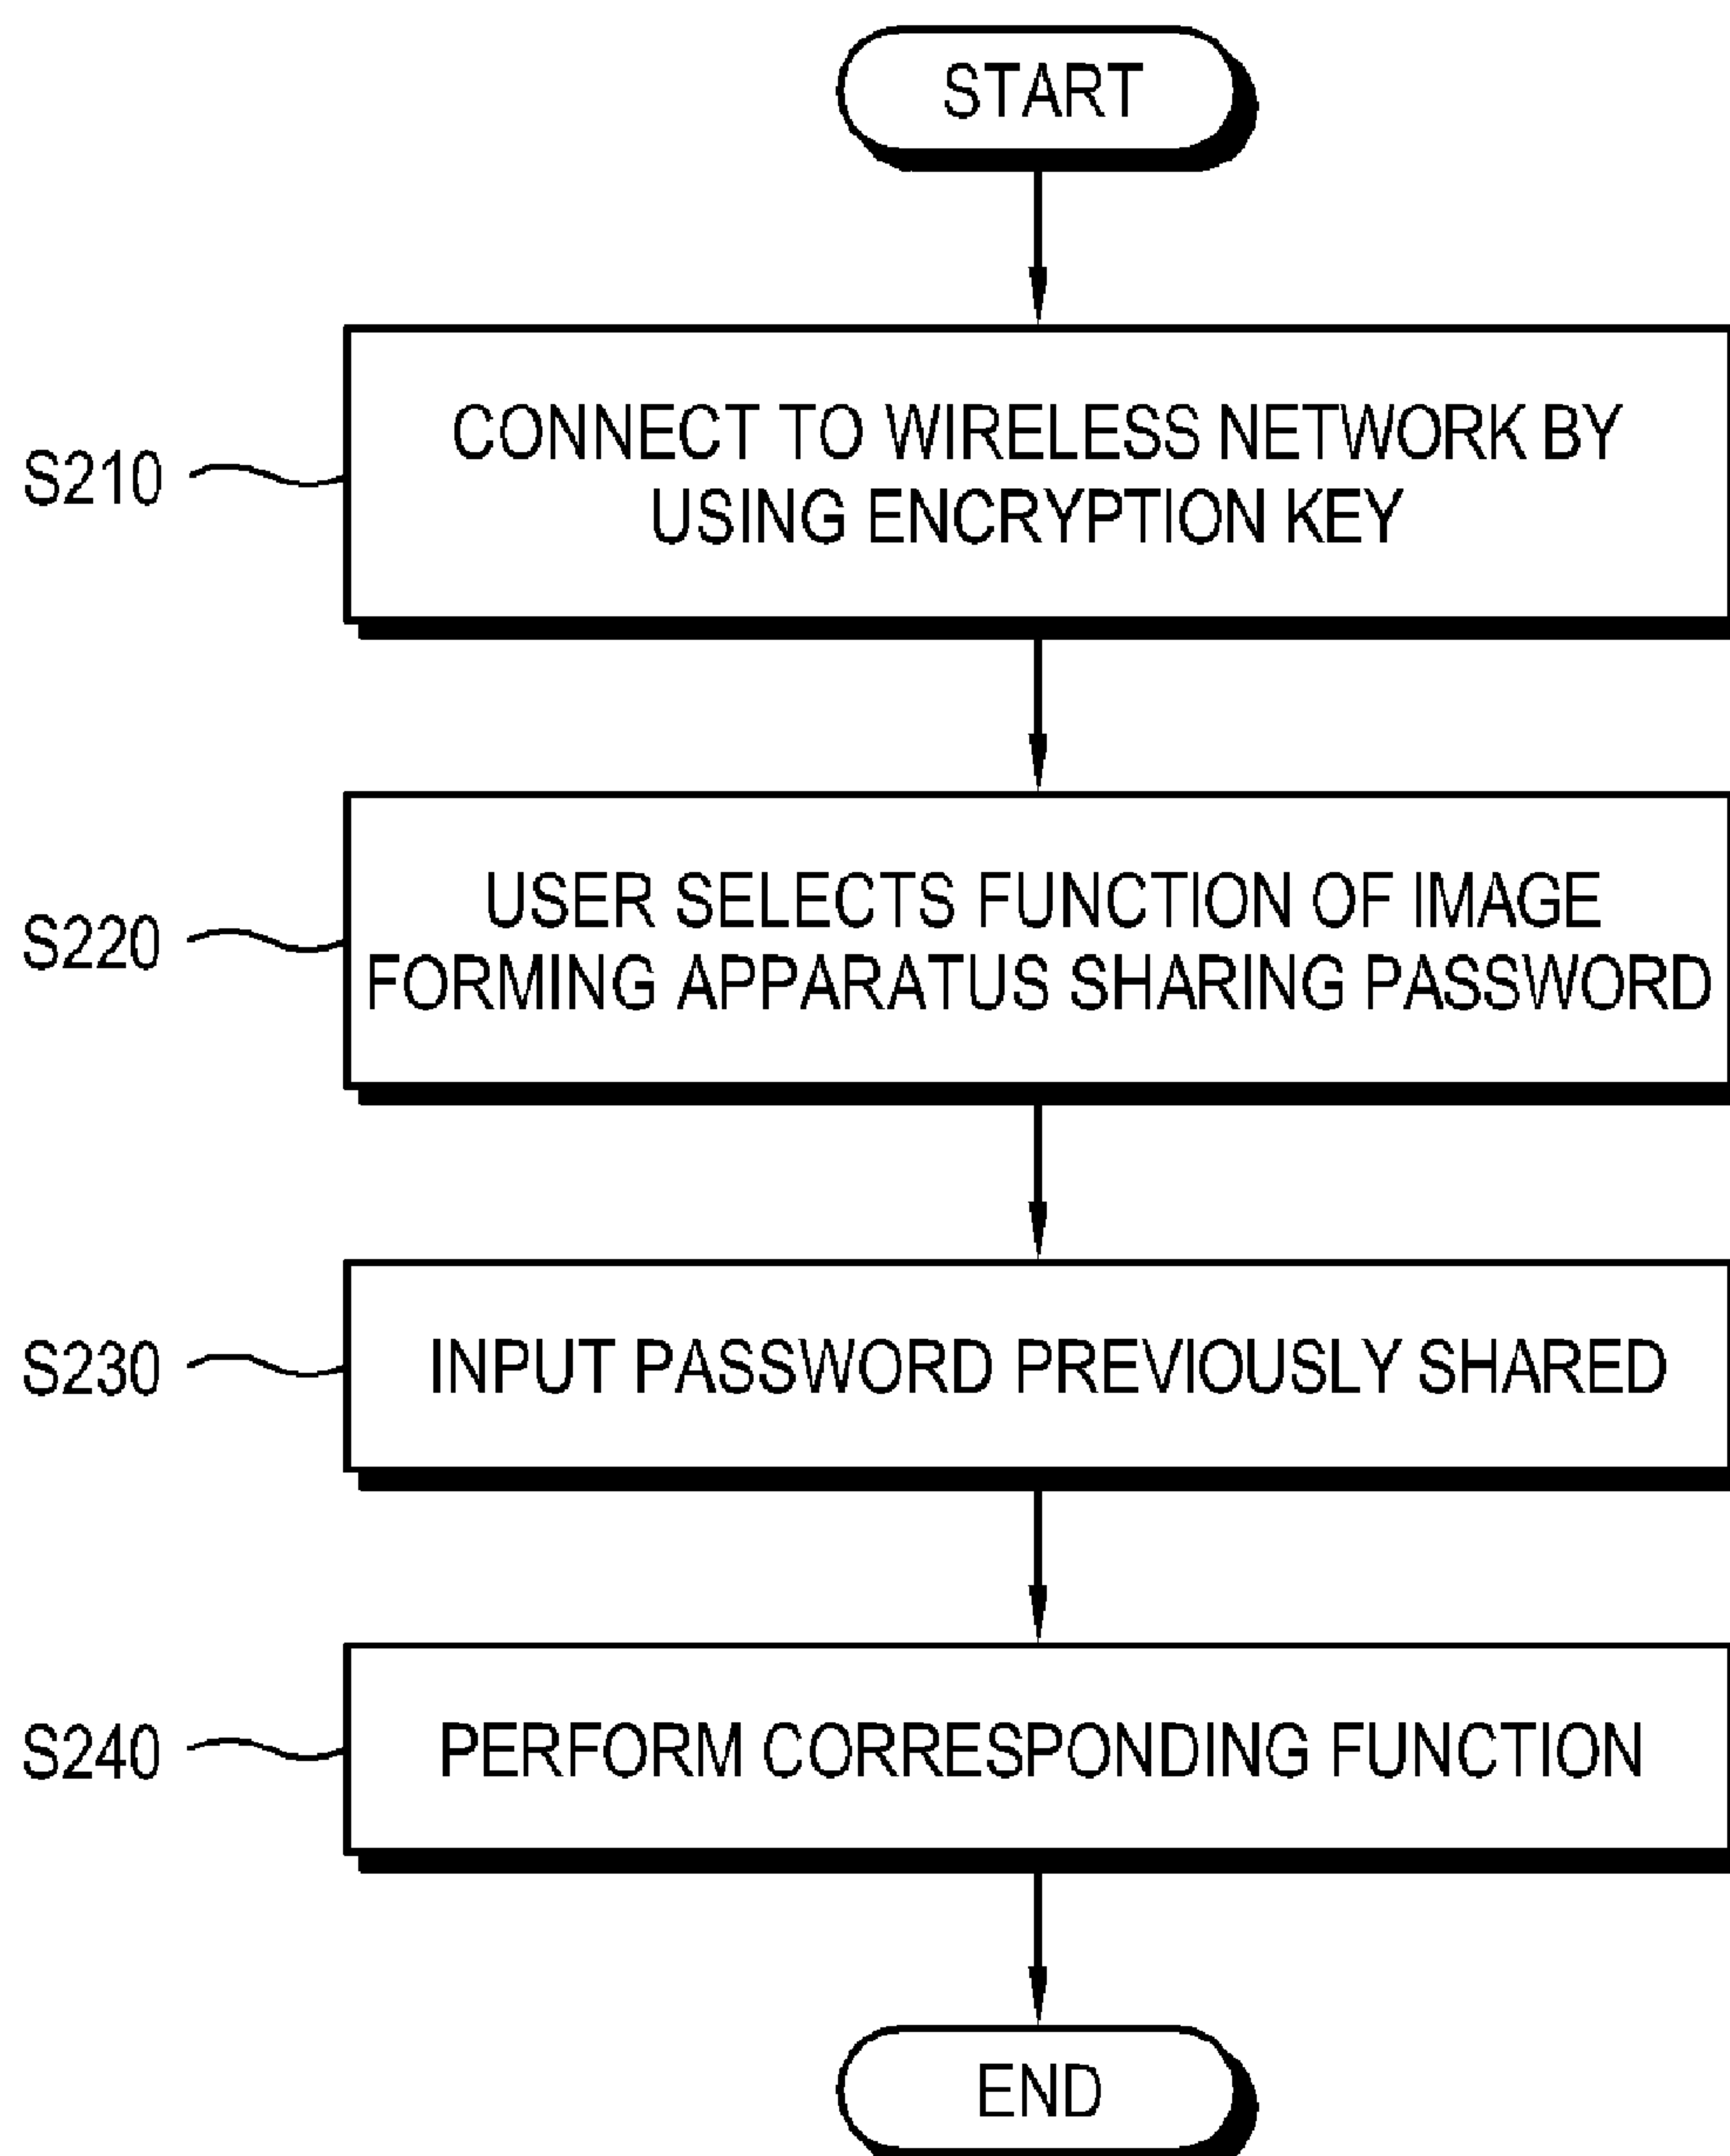 START
S210
CONNECT TO WIRELESS NETWORK BY
USING ENCRYPTION KEY
S220
USER SELECTS FUNCTION OF IMAGE
FORMING APPARATUS SHARING PASSWORD
S230
INPUT PASSWORD PREVIOUSLY SHARED
S240
PERFORM CORRESPONDING FUNCTION
END